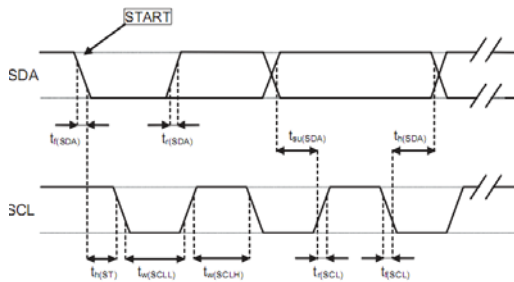 START
SDA
tf(SDA) tr(SDA) tsu(SDA) th(SDA)
SCL
th(ST) tw(SCLL) tw(SCLH) tr(SCL) tf(SCL)